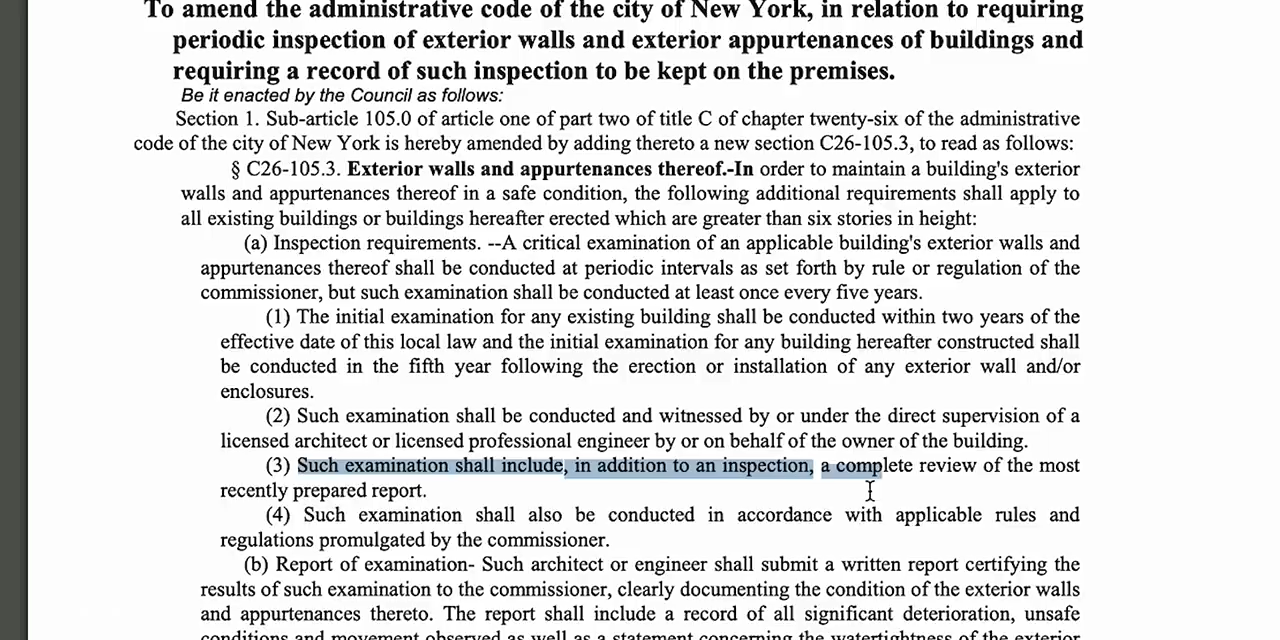 To amend the administrative code of the city of New York, in relation to requiring
periodic inspection of exterior walls and exterior appurtenances of buildings and
requiring a record of such inspection to be kept on the premises.
Be it enacted by the Council as follows:
Section 1. Sub-article 105.0 of article one of part two of title C of chapter twenty-six of the administrative
code of the city of New York is hereby amended by adding thereto a new section C26-105.3, to read as follows:
§ C26-105.3. Exterior walls and appurtenances thereof.-In order to maintain a building's exterior
walls and appurtenances thereof in a safe condition, the following additional requirements shall apply to
all existing buildings or buildings hereafter erected which are greater than six stories in height:
(a) Inspection requirements. --A critical examination of an applicable building's exterior walls and
appurtenances thereof shall be conducted at periodic intervals as set forth by rule or regulation of the
commissioner, but such examination shall be conducted at least once every five years.
(1) The initial examination for any existing building shall be conducted within two years of the
effective date of this local law and the initial examination for any building hereafter constructed shall
be conducted in the fifth year following the erection or installation of any exterior wall and/or
enclosures.
(2) Such examination shall be conducted and witnessed by or under the direct supervision of a
licensed architect or licensed professional engineer by or on behalf of the owner of the building.
(3) Such examination shall include, in addition to an inspection, a complete review of the most
recently prepared report.
(4) Such examination shall also be conducted in accordance with applicable rules and
regulations promulgated by the commissioner.
(b) Report of examination- Such architect or engineer shall submit a written report certifying the
results of such examination to the commissioner, clearly documenting the condition of the exterior walls
and appurtenances thereto. The report shall include a record of all significant deterioration, unsafe
conditions and movement observed as well as a statement concerning the watertightness of the exterior